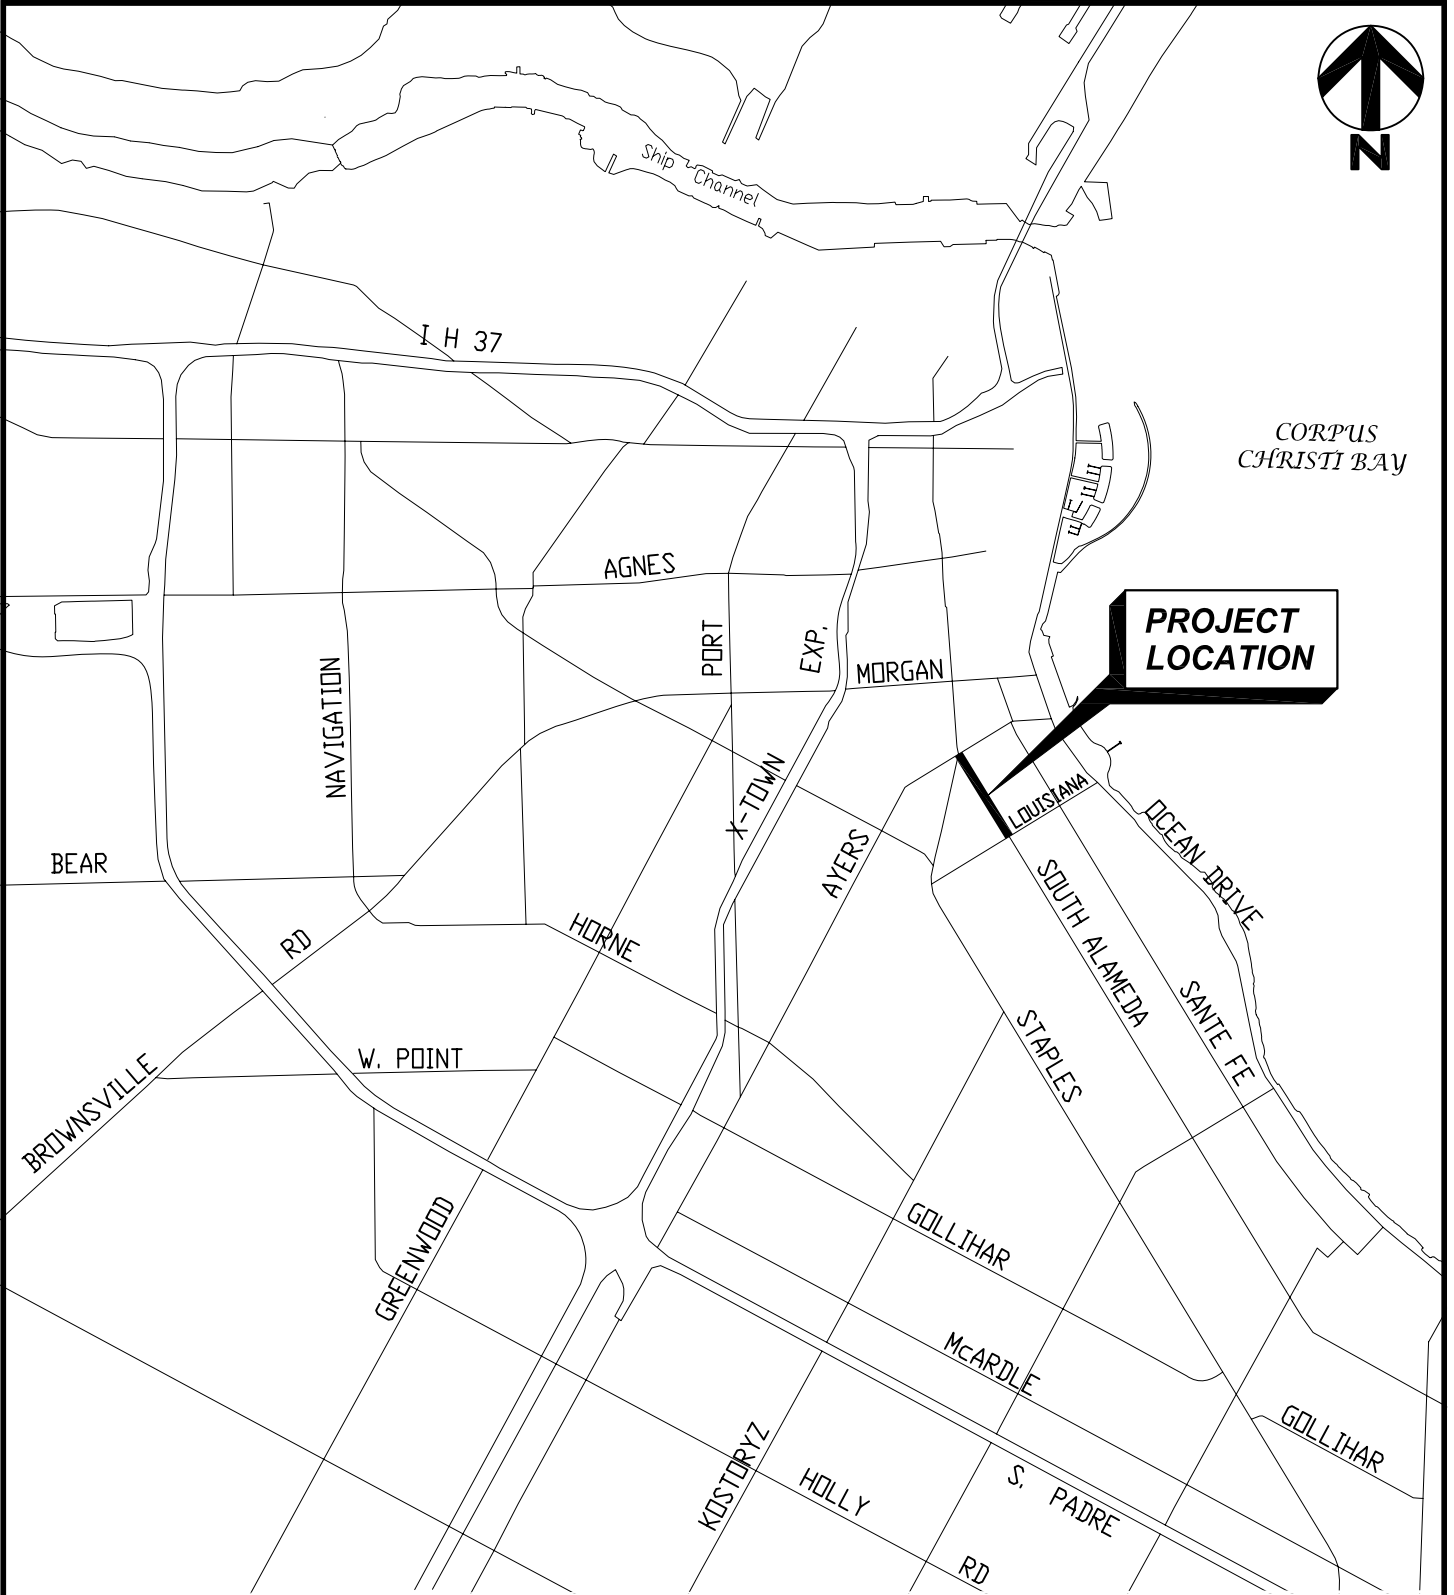 N
Ship
Channel
I H 37
CORPUS
CHRISTI BAY
AGNES
PROJECT
LOCATION
PORT
EXP.
MORGAN
NAVIGATION
X-TOWN
LOUISIANA
OCEAN DRIVE
BEAR
AYERS
SOUTH ALAMEDA
RD
HORNE
SANTE FE
STAPLES
W. POINT
BROWNSVILLE
GREENWOOD
GOLLIHAR
McARDLE
GOLLIHAR
KOSTORYZ
HOLLY
S. PADRE
RD